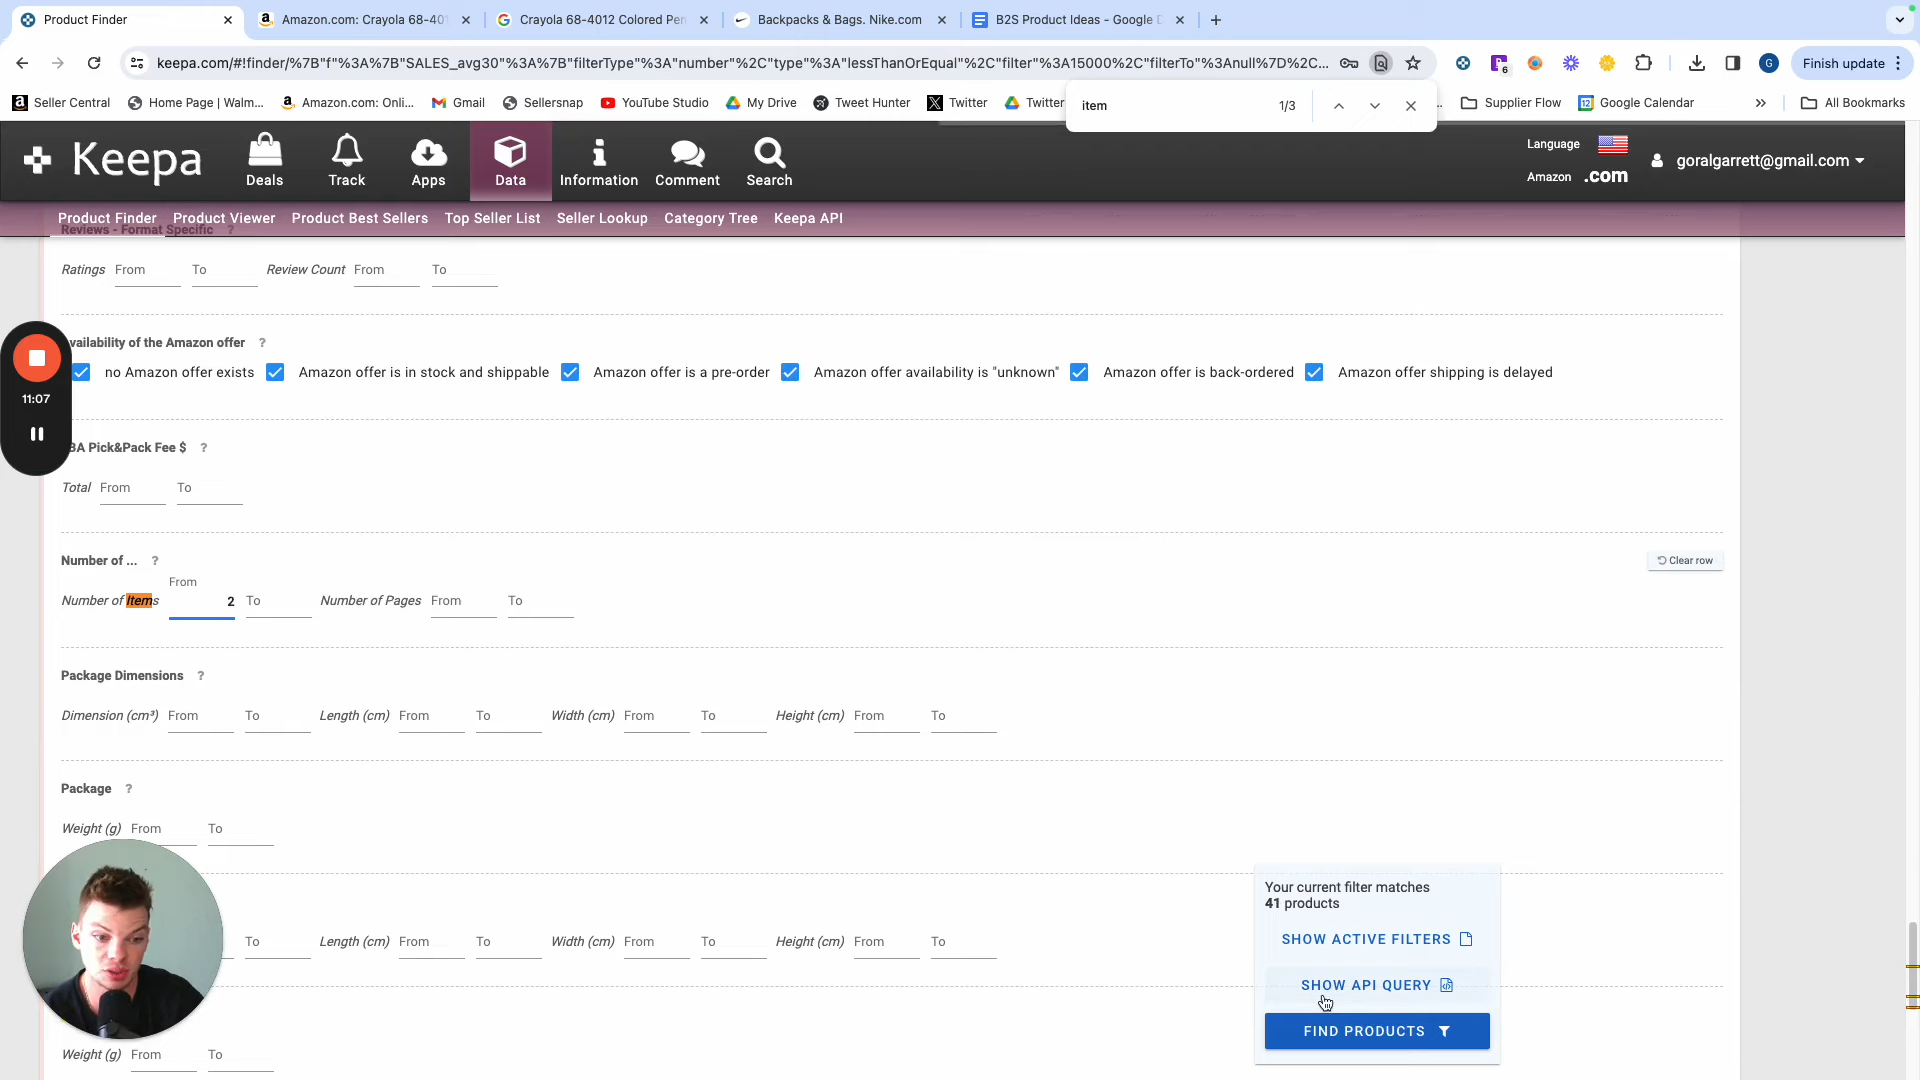 Product Finder
Amazon.com: Crayola 68-401
Crayola 68-4012 Colored Pen
Backpacks & Bags. Nike.com
B2S Product Ideas - Google D
keepa.com/#!finder/%7B"f"%3A%7B"SALES_avg30"%3A%7B"filterType"%3A"number"%2C"type"%3A"lessThanOrEqual"%2C"filter"%3A15000%2C"filterTo"%3Anull%7D%2C...
6
G
Finish update
Seller Central
Home Page | Walm...
Amazon.com: Onli...
Gmail
Sellersnap
YouTube Studio
My Drive
Tweet Hunter
Twitter
Twitter
item
1/3
Supplier Flow
12
Google Calendar
»
All Bookmarks
Keepa
Deals
Track
Apps
Data
Information
Comment
Search
Language
Amazon .com
goralgarrett@gmail.com
Product Finder Product Viewer Product Best Sellers Top Seller List Seller Lookup Category Tree Keepa API
Reviews - Format Specific ?
Ratings From To Review Count From To
vailability of the Amazon offer ?
no Amazon offer exists Amazon offer is in stock and shippable Amazon offer is a pre-order Amazon offer availability is "unknown" Amazon offer is back-ordered Amazon offer shipping is delayed
11:07
BA Pick&Pack Fee $ ?
Total From To
Number of ... ?
Clear row
From
Number of Items 2 To Number of Pages From To
Package Dimensions ?
Dimension (cm³) From To Length (cm) From To Width (cm) From To Height (cm) From To
Package ?
Weight (g) From To
Your current filter matches
41 products
SHOW ACTIVE FILTERS
To Length (cm) From To Width (cm) From To Height (cm) From To
SHOW API QUERY
FIND PRODUCTS
Weight (g) From To